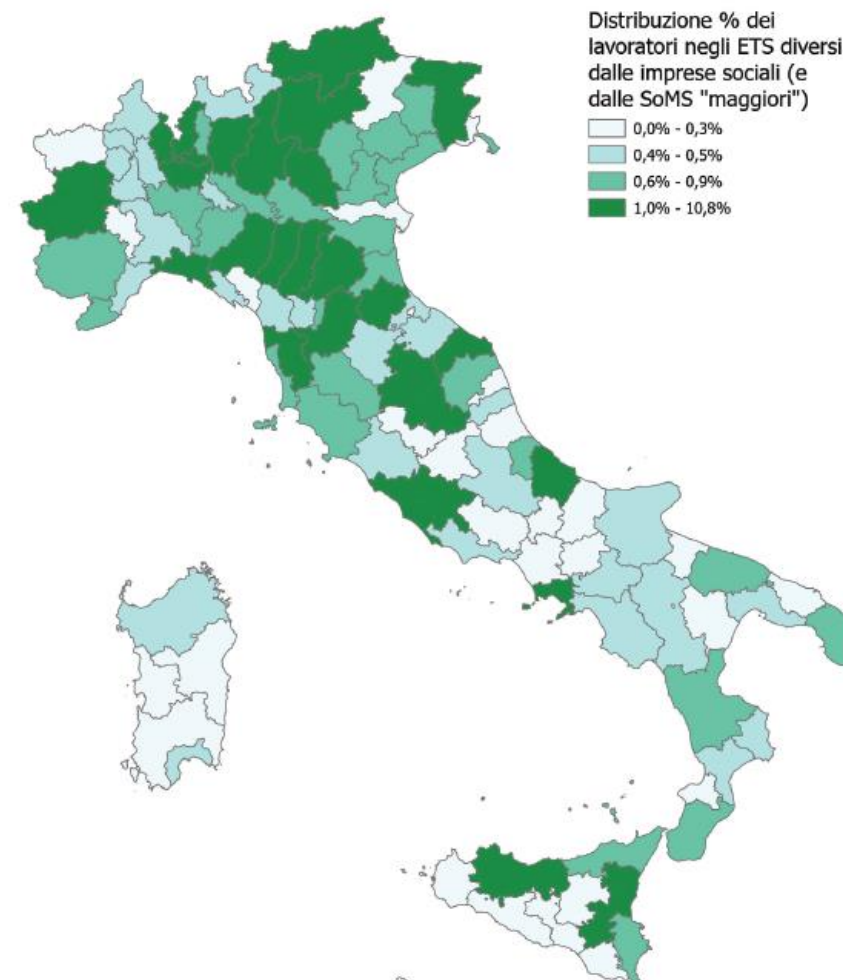 Distribuzione % dei
lavoratori negli ETS diversi
dalle imprese sociali (e
dalle SoMS "maggiori")
0,0% - 0,3%
0,4% - 0,5%
0,6% - 0,9%
1,0% - 10,8%